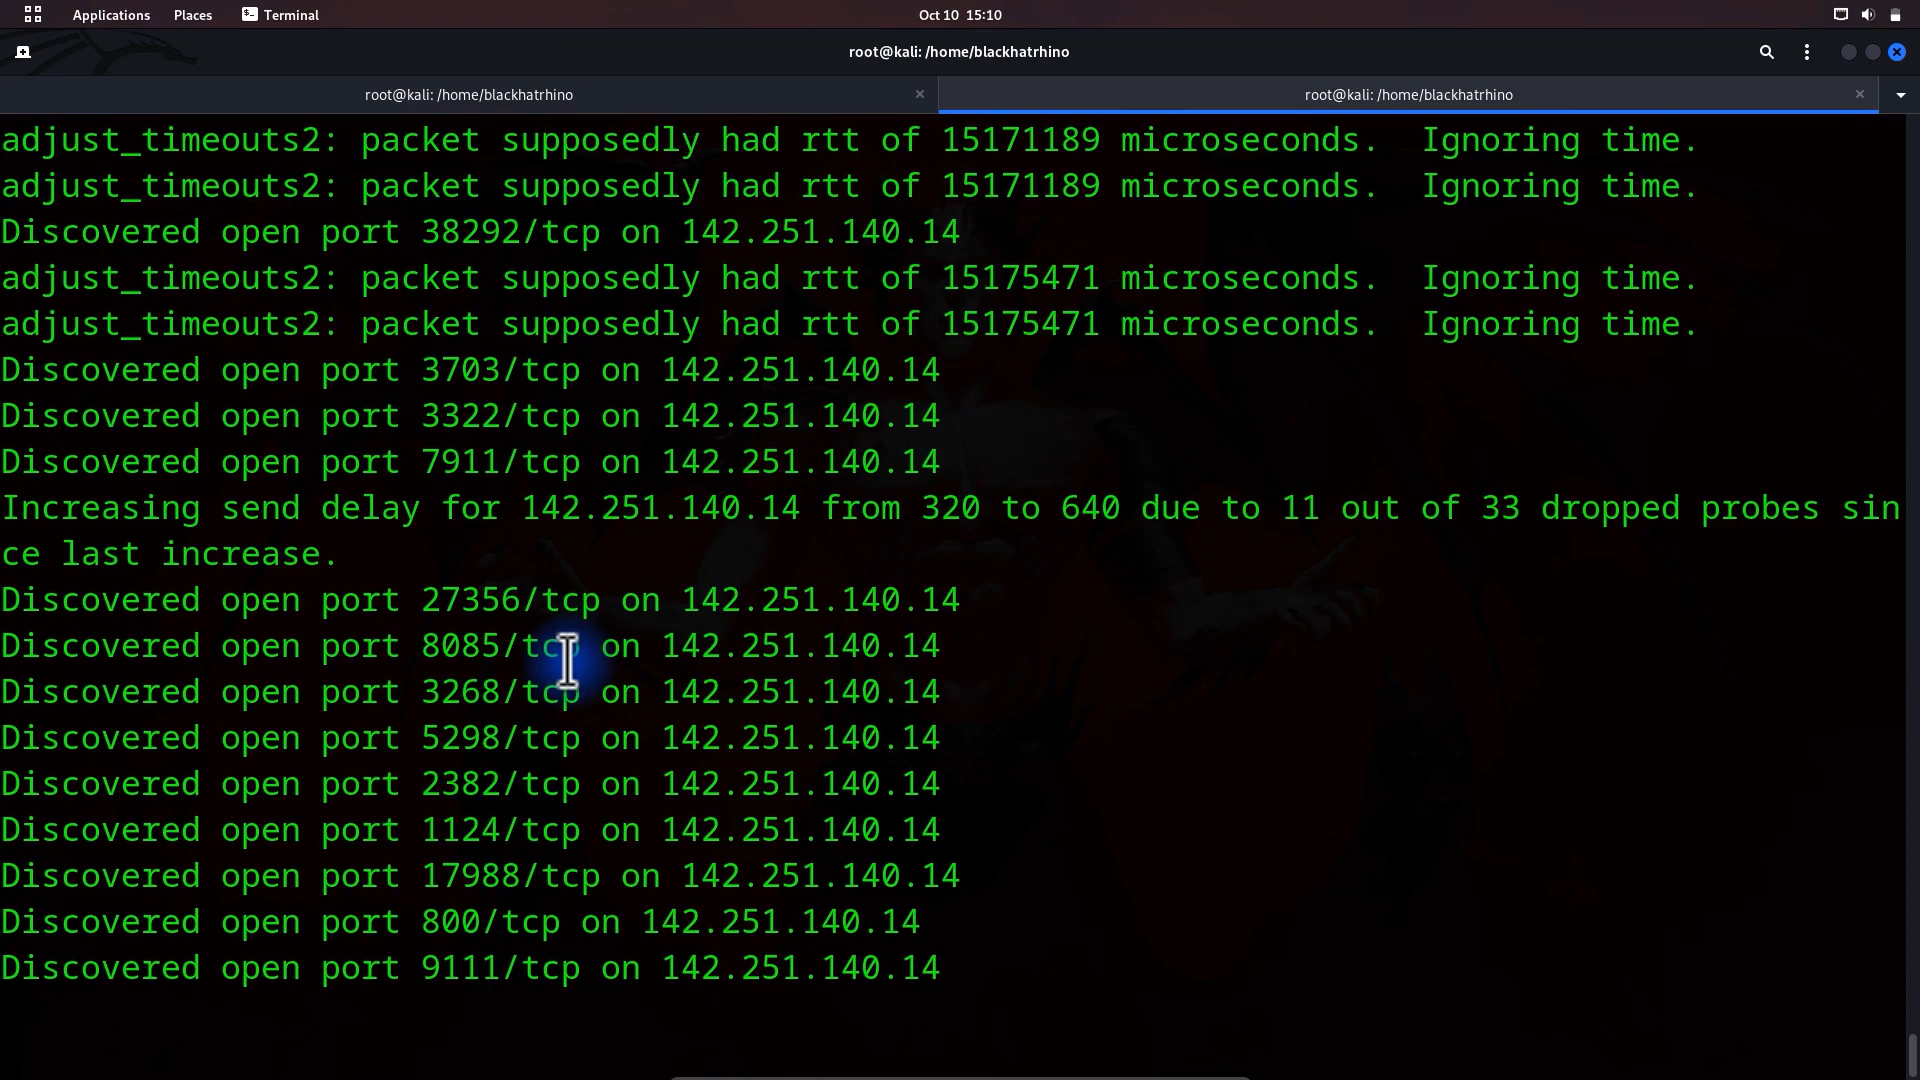 Applications Places Terminal Oct 10 15:10
root@kali: /home/blackhatrhino
root@kali: /home/blackhatrhino root@kali: /home/blackhatrhino
adjust_timeouts2: packet supposedly had rtt of 15171189 microseconds.  Ignoring time.
adjust_timeouts2: packet supposedly had rtt of 15171189 microseconds.  Ignoring time.
Discovered open port 38292/tcp on 142.251.140.14
adjust_timeouts2: packet supposedly had rtt of 15175471 microseconds.  Ignoring time.
adjust_timeouts2: packet supposedly had rtt of 15175471 microseconds.  Ignoring time.
Discovered open port 3703/tcp on 142.251.140.14
Discovered open port 3322/tcp on 142.251.140.14
Discovered open port 7911/tcp on 142.251.140.14
Increasing send delay for 142.251.140.14 from 320 to 640 due to 11 out of 33 dropped probes sin
ce last increase.
Discovered open port 27356/tcp on 142.251.140.14
Discovered open port 8085/tcp on 142.251.140.14
Discovered open port 3268/tcp on 142.251.140.14
Discovered open port 5298/tcp on 142.251.140.14
Discovered open port 2382/tcp on 142.251.140.14
Discovered open port 1124/tcp on 142.251.140.14
Discovered open port 17988/tcp on 142.251.140.14
Discovered open port 800/tcp on 142.251.140.14
Discovered open port 9111/tcp on 142.251.140.14